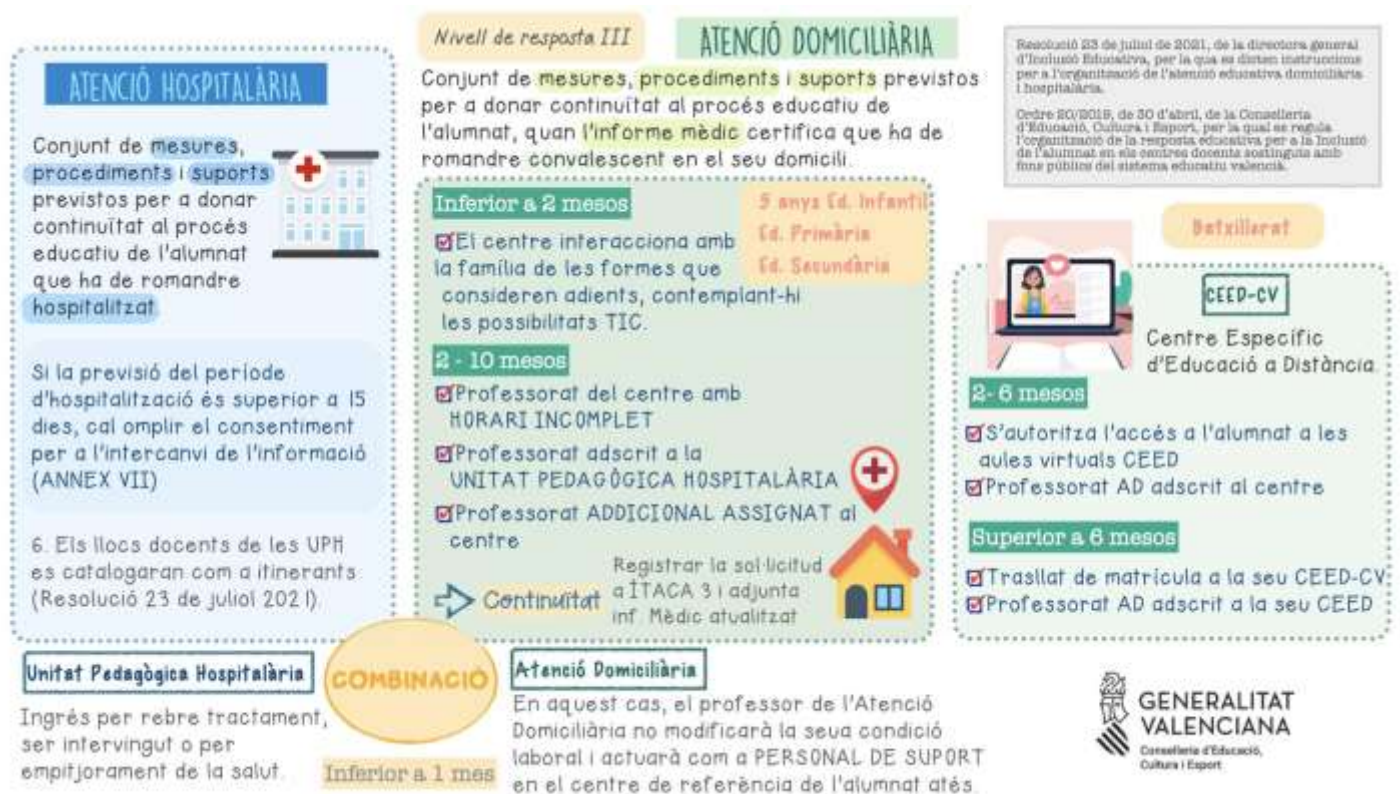 ATENCIÓ HOSPITALÀRIA
Conjunt de mesures,
procediments i suports
previstos per a donar
continuïtat al procés
educatiu de l'alumnat
que ha de romandre
hospitalitzat.
Si la previsió del període
d'hospitalització és superior a 15
dies, cal omplir el consentiment
per a l'intercanvi de l'informació
(ANNEX VII)
6. Els llocs docents de les UPH
es catalogaran com a itinerants
(Resolució 23 de juliol 2021).
Nivell de resposta III
ATENCIÓ DOMICILIÀRIA
Conjunt de mesures, procediments i suports previstos
per a donar continuïtat al procés educatiu de
l'alumnat, quan l'informe mèdic certifica que ha de
romandre convalescent en el seu domicili.
Inferior a 2 mesos
5 anys Ed. Infantil
Ed. Primària
Ed. Secundària
El centre interacciona amb
la família de les formes que
consideren adients, contemplant-hi
les possibilitats TIC.
2 - 10 mesos
Professorat del centre amb
HORARI INCOMPLET
Professorat adscrit a la
UNITAT PEDAGÒGICA HOSPITALÀRIA
Professorat ADDICIONAL ASSIGNAT al
centre
Continuïtat
Registrar la sol·licitud
a ÍTACA 3 i adjunta
inf. Mèdic atualitzat
Resolució 23 de juliol de 2021, de la directora general
d'Inclusió Educativa, per la qua es dicten instruccions
per a l'organització de l'atenció educativa domiciliària
i hospitalària.
Ordre 20/2019, de 30 d'abril, de la Conselleria
d'Educació, Cultura i Esport, per la qual es regula
l'organització de la resposta educativa per a la Inclusió
de l'alumnat en els centres docents sostinguts amb
fons públics del sistema educatiu valencià.
Batxillerat
CEED-CV
Centre Específic
d'Educació a Distància.
2- 6 mesos
S'autoritza l'accés a l'alumnat a les
aules virtuals CEED
Professorat AD adscrit al centre
Superior a 6 mesos
Trasllat de matrícula a la seu CEED-CV
Professorat AD adscrit a la seu CEED
Unitat Pedagògica Hospitalària
Ingrés per rebre tractament,
ser intervingut o per
empitjorament de la salut.
COMBINACIÓ
Inferior a 1 mes
Atenció Domiciliària
En aquest cas, el professor de l'Atenció
Domiciliària no modificarà la seua condició
laboral i actuarà com a PERSONAL DE SUPORT
en el centre de referència de l'alumnat atés.
GENERALITAT
VALENCIANA
Conselleria d'Educació,
Cultura i Esport